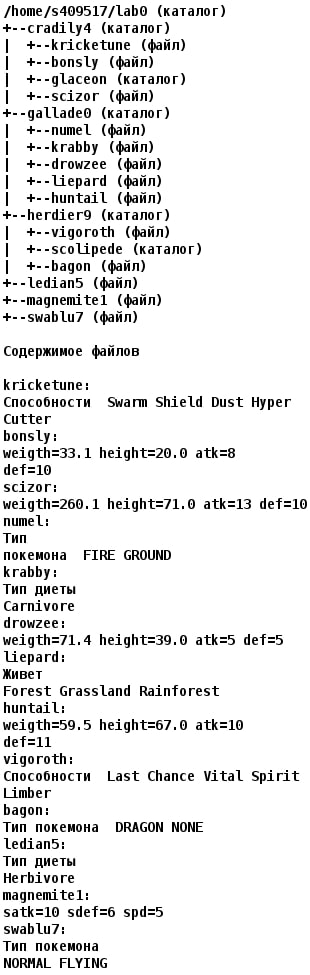 /home/s409517/lab0 (каталог)
+--cradily4 (каталог)
|  +--kricketune (файл)
|  +--bonsly (файл)
|  +--glaceon (каталог)
|  +--scizor (файл)
+--gallade0 (каталог)
|  +--numel (файл)
|  +--krabby (файл)
|  +--drowzee (файл)
|  +--liepard (файл)
|  +--huntail (файл)
+--herdier9 (каталог)
|  +--vigoroth (файл)
|  +--scolipede (каталог)
|  +--bagon (файл)
+--ledian5 (файл)
+--magnemite1 (файл)
+--swablu7 (файл)

Содержимое файлов

kricketune:
Способности  Swarm Shield Dust Hyper
Cutter
bonsly:
weigth=33.1 height=20.0 atk=8
def=10
scizor:
weigth=260.1 height=71.0 atk=13 def=10
numel:
Тип
покемона  FIRE GROUND
krabby:
Тип диеты
Carnivore
drowzee:
weigth=71.4 height=39.0 atk=5 def=5
liepard:
Живет
Forest Grassland Rainforest
huntail:
weigth=59.5 height=67.0 atk=10
def=11
vigoroth:
Способности  Last Chance Vital Spirit
Limber
bagon:
Тип покемона  DRAGON NONE
ledian5:
Тип диеты
Herbivore
magnemite1:
satk=10 sdef=6 spd=5
swablu7:
Тип покемона
NORMAL FLYING